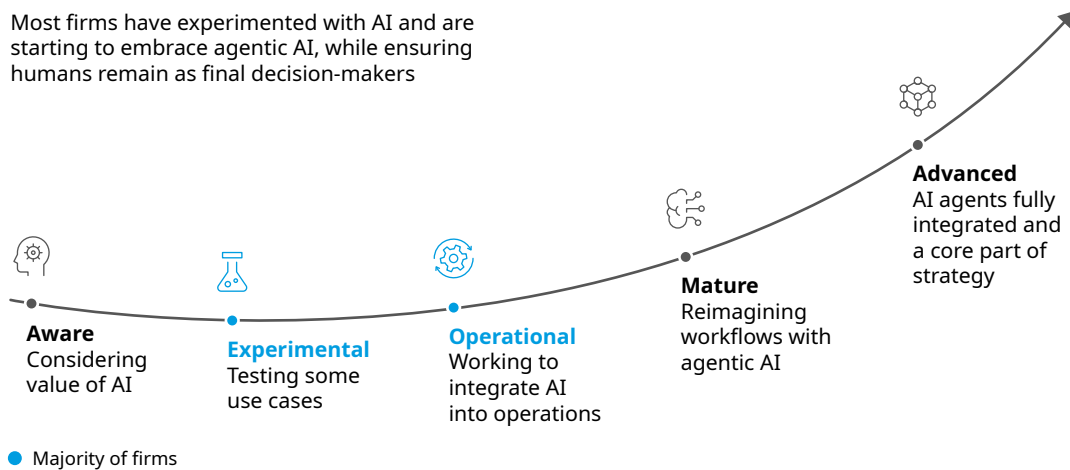 Most firms have experimented with AI and are
starting to embrace agentic AI, while ensuring
humans remain as final decision-makers
Aware
Considering
value of AI
Experimental
Testing some
use cases
Operational
Working to
integrate AI
into operations
Mature
Reimagining
workflows with
agentic AI
Advanced
AI agents fully
integrated and
a core part of
strategy
Majority of firms